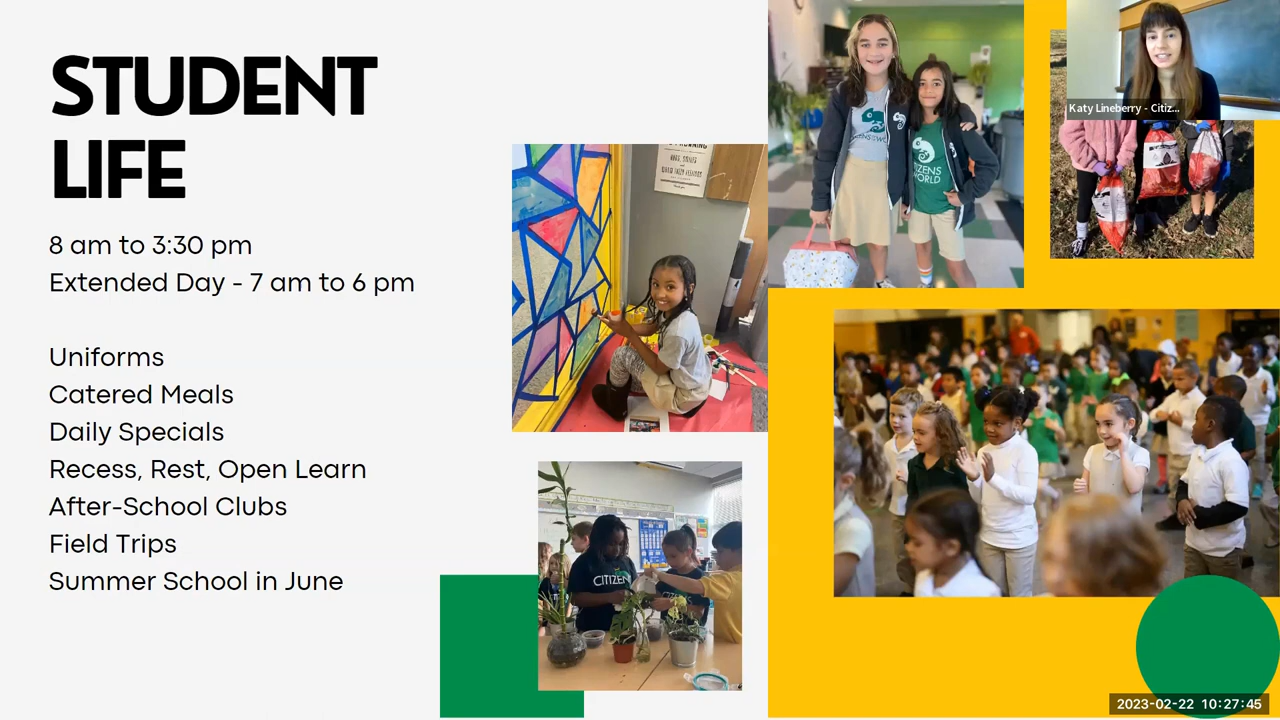 STUDENT
LIFE
8 am to 3:30 pm
Extended Day - 7 am to 6 pm
Uniforms
Catered Meals
Daily Specials
Recess, Rest, Open Learn
After-School Clubs
Field Trips
Summer School in June
CITIZENS
WORLD
CITIZEN
Katy Lineberry - Citiz...
2023-02-22 10:27:45